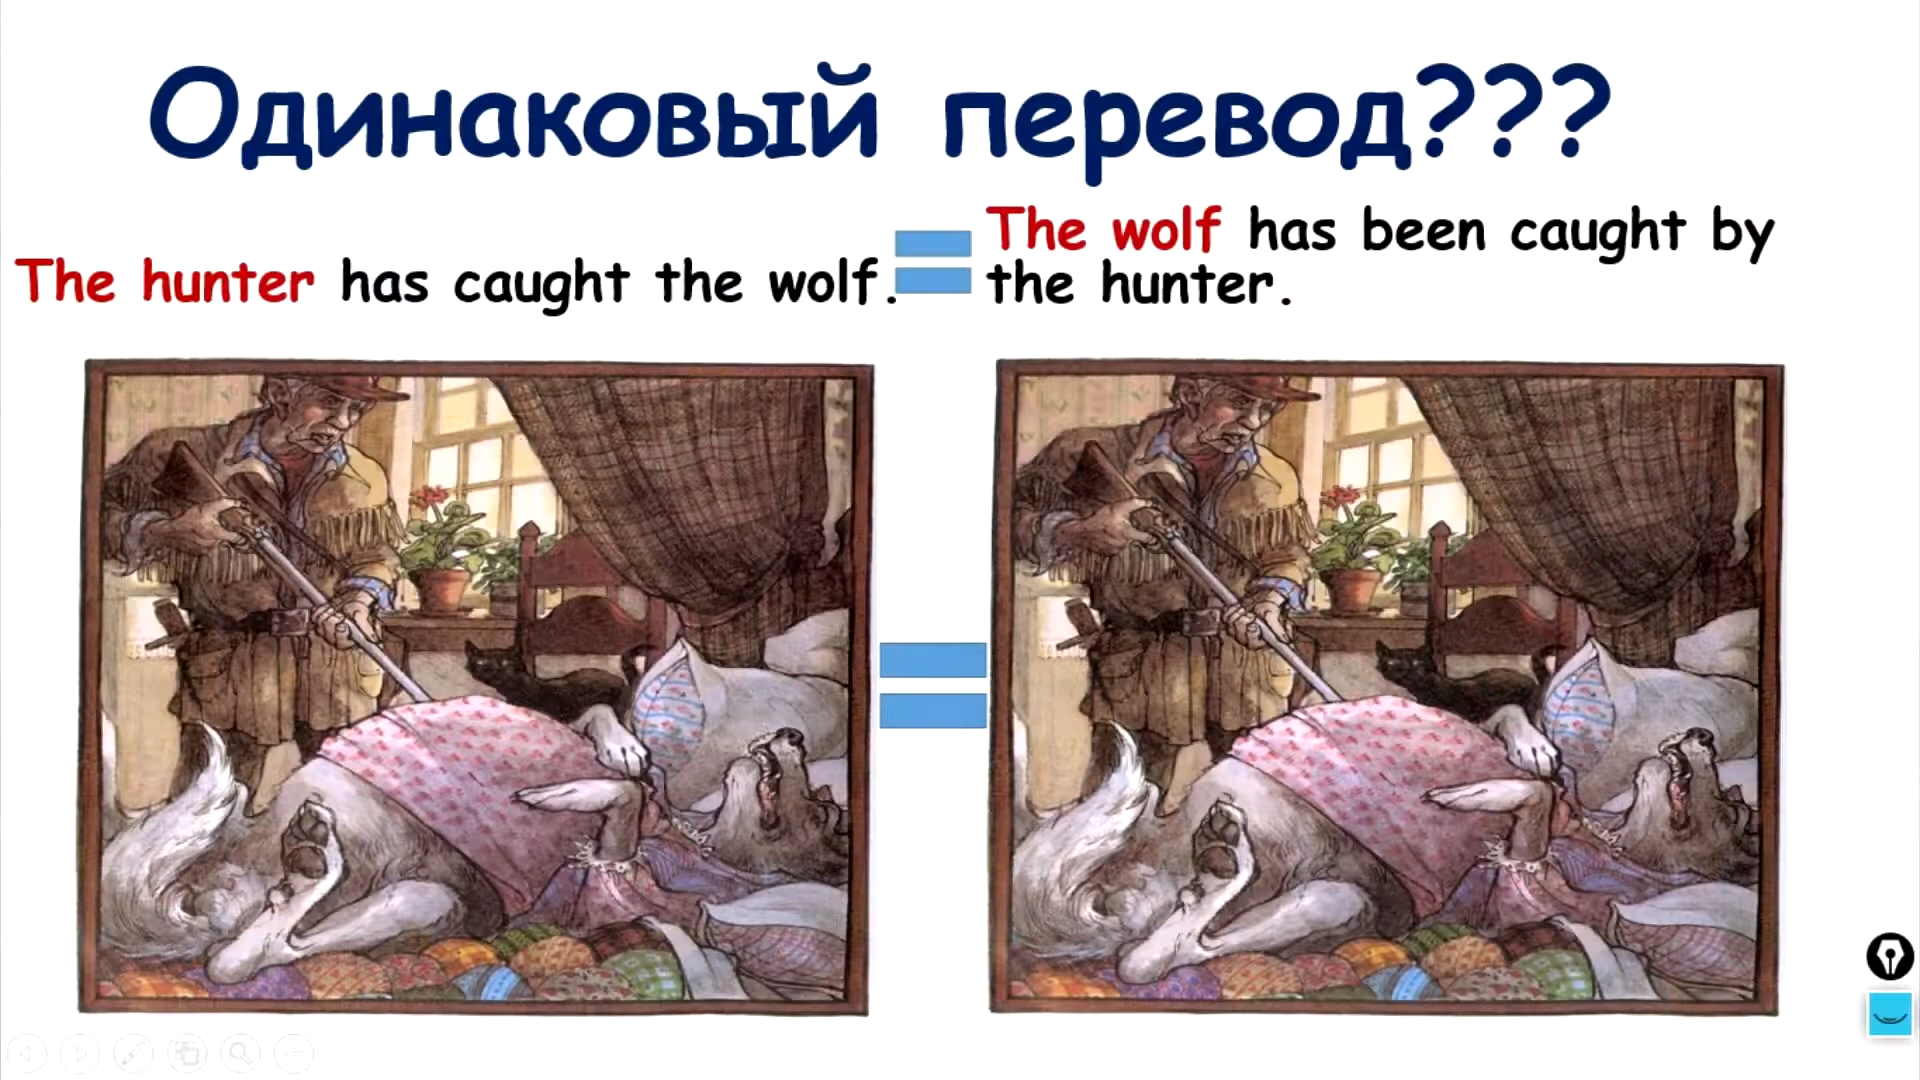 Одинаковый перевод???
The hunter has caught the wolf.
The wolf has been caught by
the hunter.